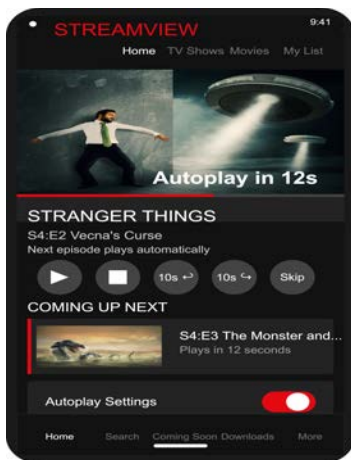 STREAMVIEW 9:41
Home TV Shows Movies My List
Autoplay in 12s
STRANGER THINGS
S4:E2 Vecna's Curse
Next episode plays automatically
10s ↩ 10s ↪ Skip
COMING UP NEXT
S4:E3 The Monster and...
Plays in 12 seconds
Autoplay Settings
Home Search Coming Soon Downloads More